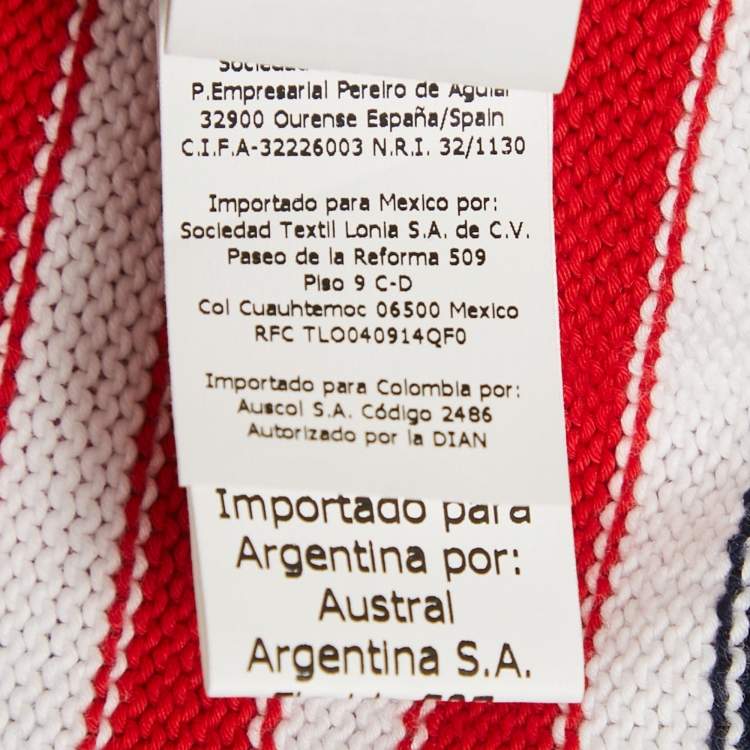 P.Empresarial Pereiro de Aguiar
32900 Ourense España/Spain
C.I.F.A-32226003 N.R.I. 32/1130
Importado para Mexico por:
Sociedad Textil Lonia S.A. de C.V.
Paseo de la Reforma 509
Piso 9 C-D
Col Cuauhtemoc 06500 Mexico
RFC TLO040914QF0
Importado para Colombia por:
Auscol S.A. Código 2486
Autorizado por la DIAN
Importado para
Argentina por:
Austral
Argentina S.A.